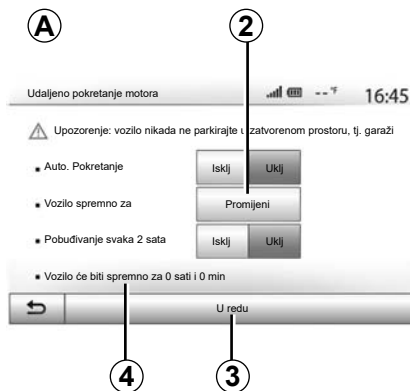 A
2
Udaljeno pokretanje motora -- °F 16:45
Upozorenje: vozilo nikada ne parkirajte u zatvorenom prostoru, tj. garaži
Auto. Pokretanje Isklj Uklj
Vozilo spremno za Promijeni
Pobuđivanje svaka 2 sata Isklj Uklj
Vozilo će biti spremno za 0 sati i 0 min
U redu
4 3